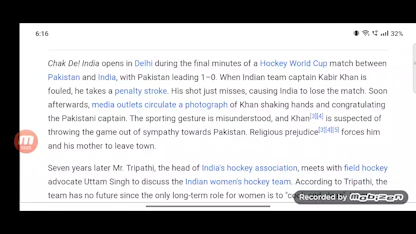 6:16
32%
Chak De! India opens in Delhi during the final minutes of a Hockey World Cup match between
Pakistan and India, with Pakistan leading 1–0. When Indian team captain Kabir Khan is
fouled, he takes a penalty stroke. His shot just misses, causing India to lose the match. Soon
afterwards, media outlets circulate a photograph of Khan shaking hands and congratulating
the Pakistani captain. The sporting gesture is misunderstood, and Khan[3][4] is suspected of
throwing the game out of sympathy towards Pakistan. Religious prejudice[3][4][5] forces him
and his mother to leave town.
Seven years later Mr. Tripathi, the head of India's hockey association, meets with field hockey
advocate Uttam Singh to discuss the Indian women's hockey team. According to Tripathi, the
team has no future since the only long-term role for women is to "co
Recorded by Mobizen